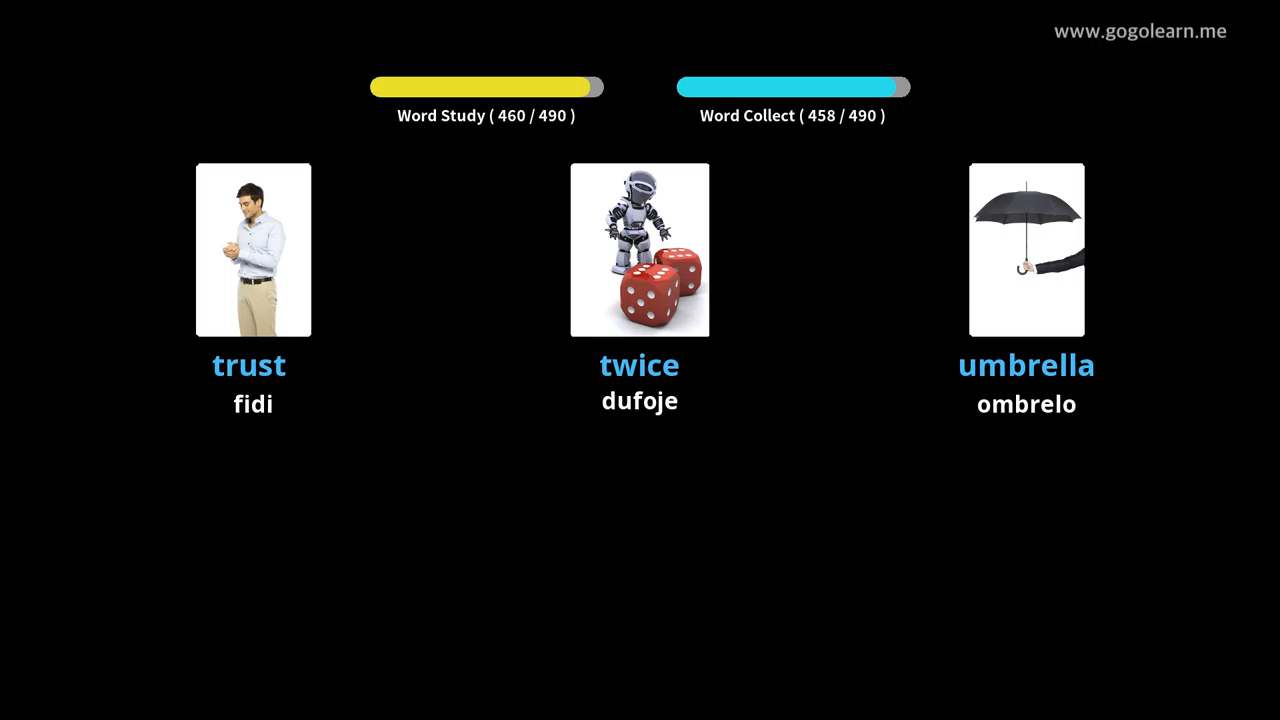 www.gogolearn.me
Word Study ( 460 / 490 )
Word Collect ( 458 / 490 )
trust
fidi
twice
dufoje
umbrella
ombrelo